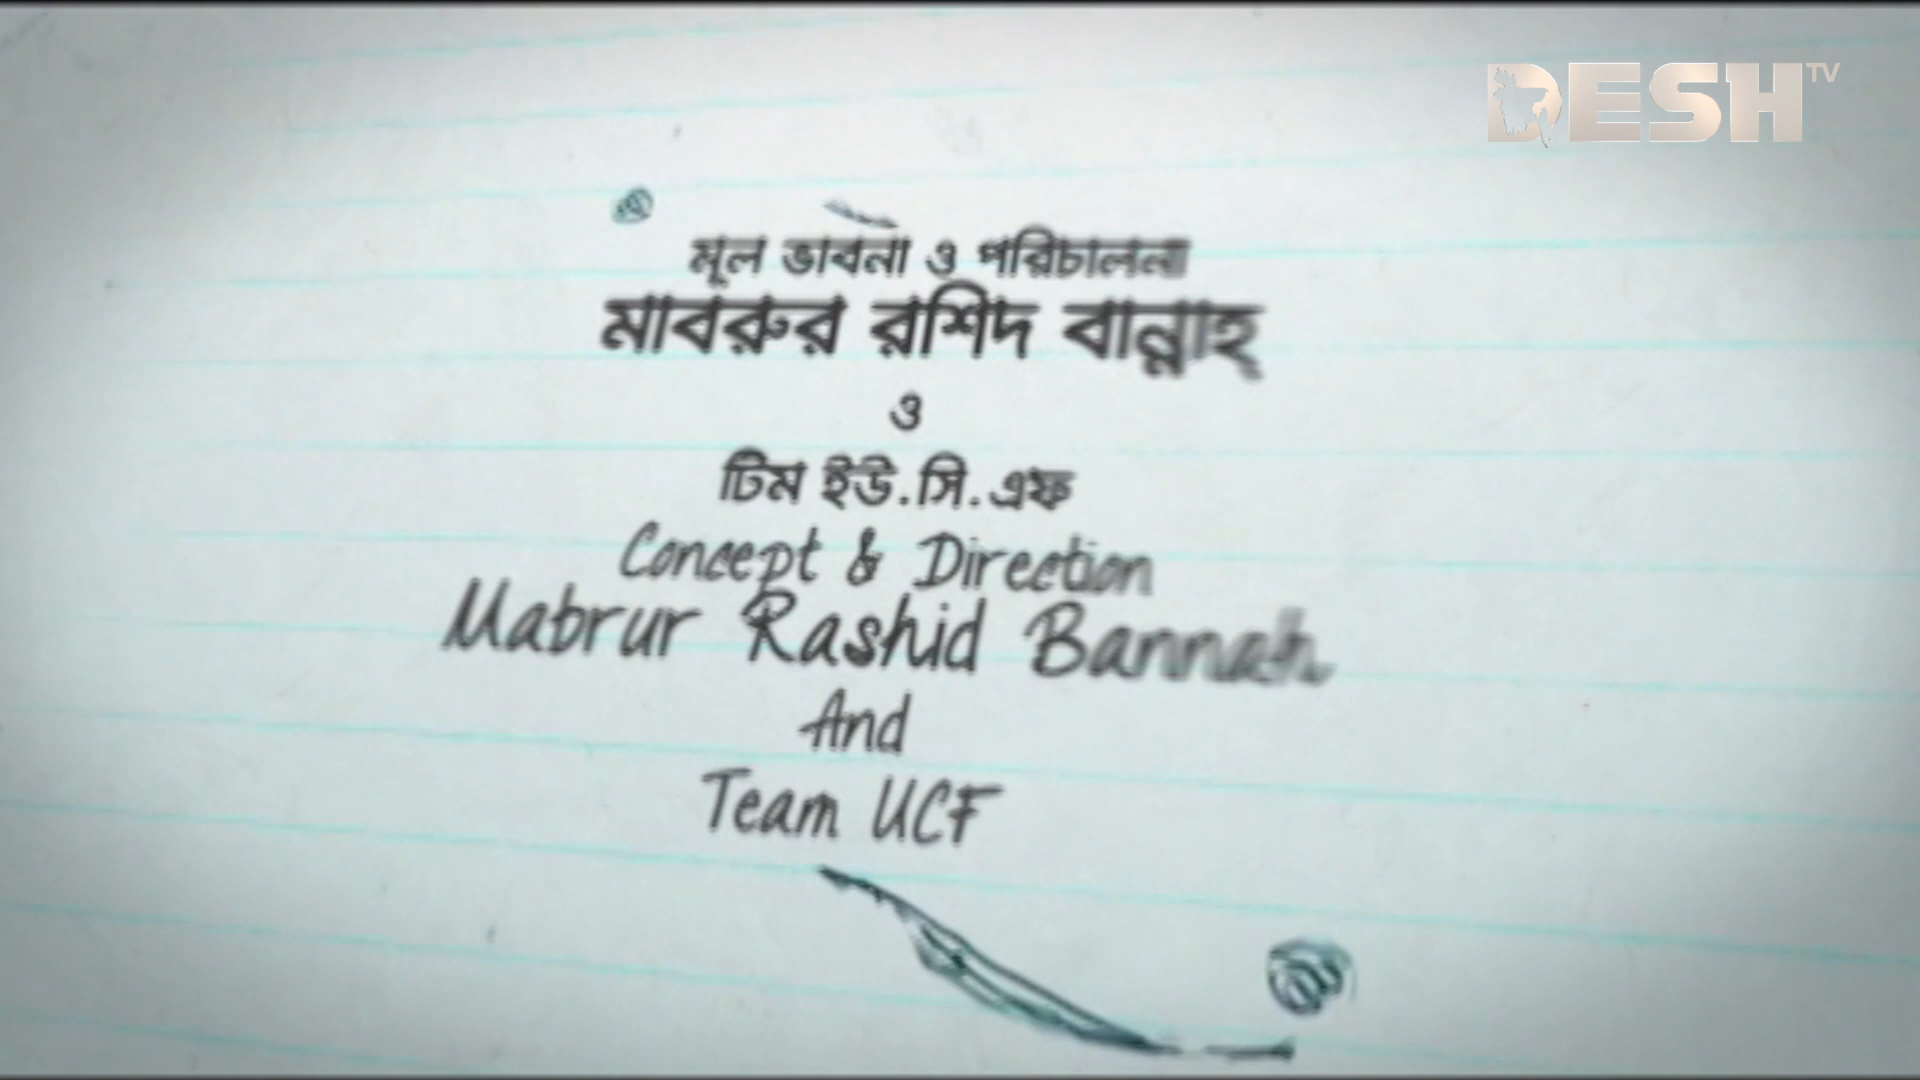 DESH TV
মূল ভাবনা ও পরিচালনা
মাবরুর রশিদ বান্নাহ্
ও
টিম ইউ.সি.এফ
Concept & Direction
Mabrur Rashid Bannah
And
Team UCF